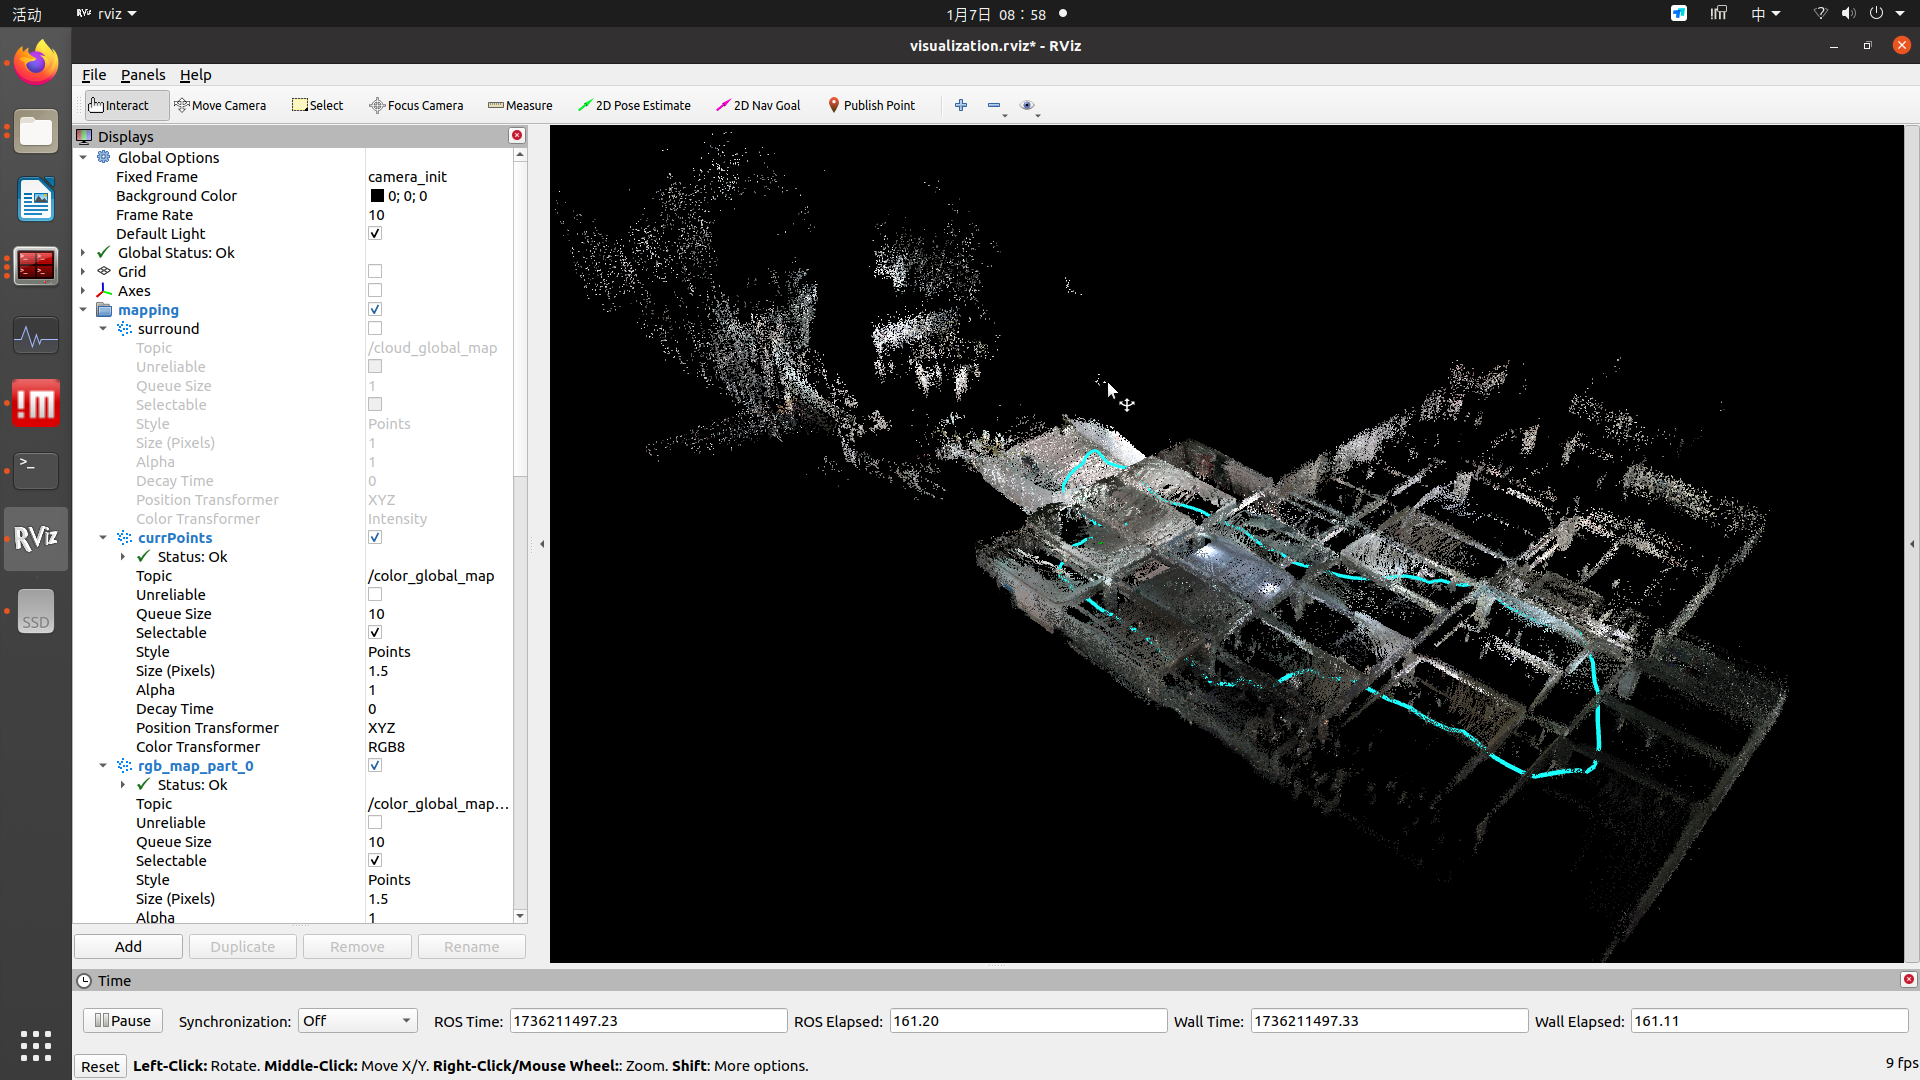 活动
RViz rviz
1月7日 08：58
中
visualization.rviz* - RViz
File Panels Help
Interact Move Camera Select Focus Camera Measure 2D Pose Estimate 2D Nav Goal Publish Point
Displays
Global Options
Fixed Frame camera_init
Background Color 0; 0; 0
Frame Rate 10
Default Light
Global Status: Ok
Grid
Axes
mapping
surround
Topic /cloud_global_map
Unreliable
Queue Size 1
Selectable
Style Points
Size (Pixels) 1
Alpha 1
Decay Time 0
Position Transformer XYZ
Color Transformer Intensity
currPoints
Status: Ok
Topic /color_global_map
Unreliable
Queue Size 10
Selectable
Style Points
Size (Pixels) 1.5
Alpha 1
Decay Time 0
Position Transformer XYZ
Color Transformer RGB8
rgb_map_part_0
Status: Ok
Topic /color_global_map...
Unreliable
Queue Size 10
Selectable
Style Points
Size (Pixels) 1.5
Alpha 1
Add Duplicate Remove Rename
!m
>_
RViz
SSD
Time
Pause Synchronization: Off ROS Time: 1736211497.23 ROS Elapsed: 161.20 Wall Time: 1736211497.33 Wall Elapsed: 161.11
Reset Left-Click: Rotate. Middle-Click: Move X/Y. Right-Click/Mouse Wheel:: Zoom. Shift: More options.
9 fps